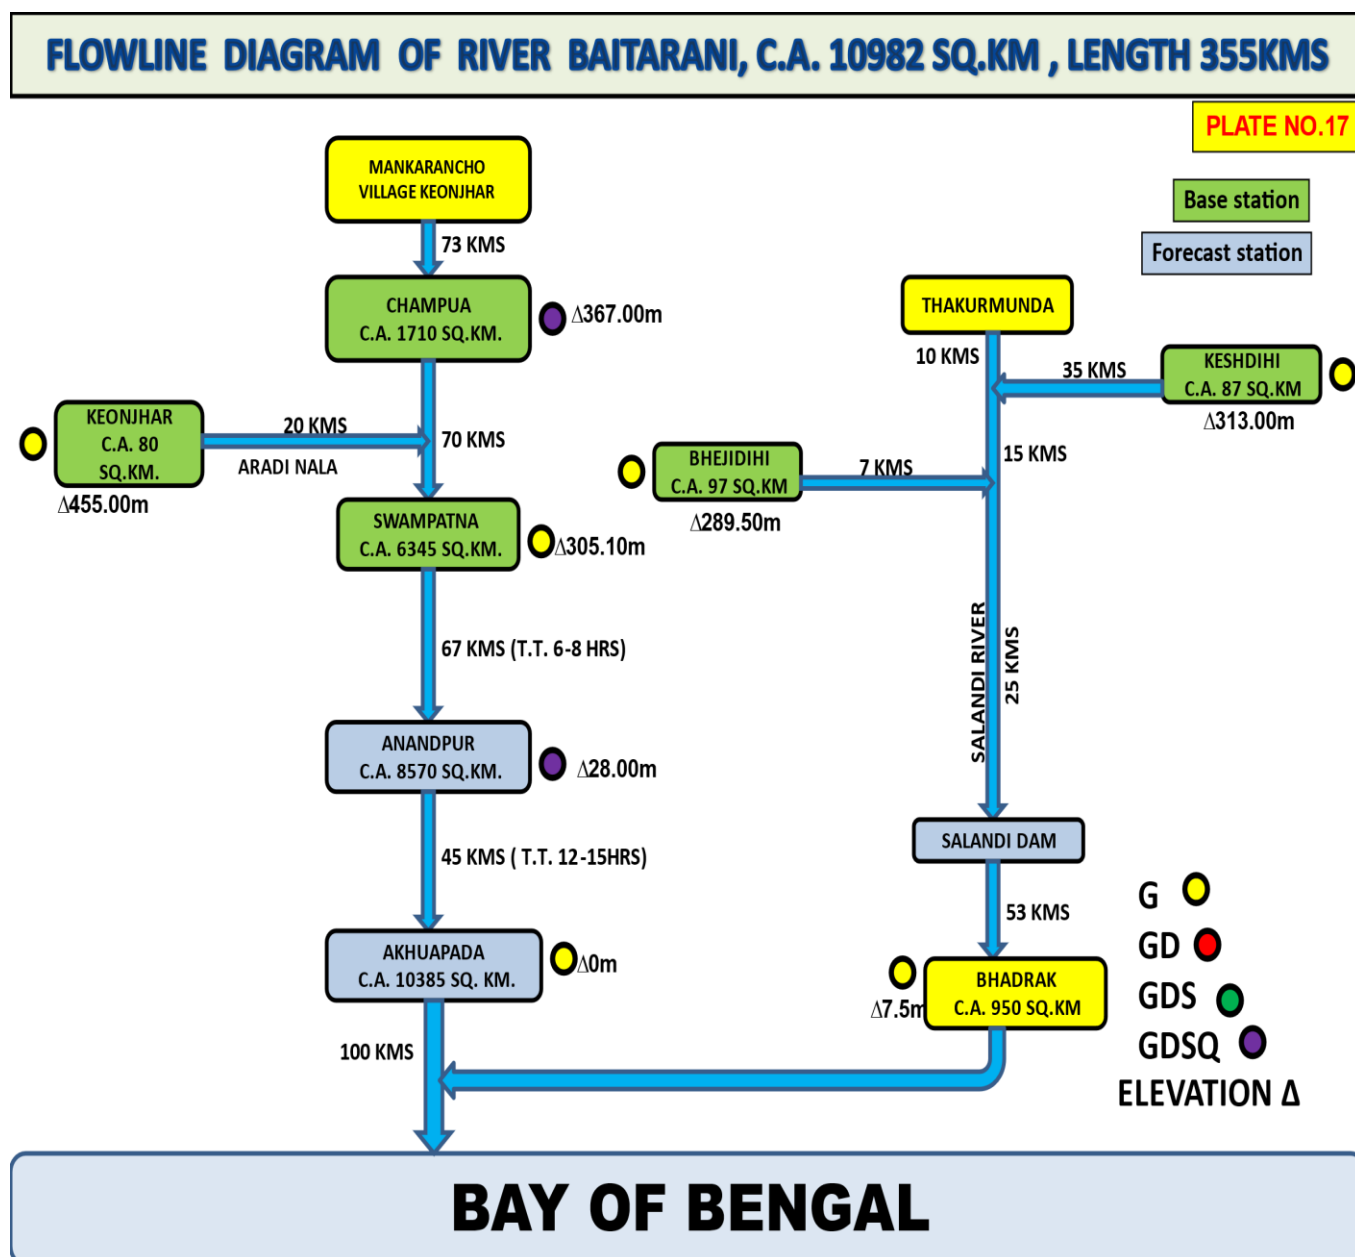 FLOWLINE DIAGRAM OF RIVER BAITARANI, C.A. 10982 SQ.KM , LENGTH 355KMS
PLATE NO.17
Base station
Forecast station
MANKARANCHO
VILLAGE KEONJHAR
73 KMS
CHAMPUA
C.A. 1710 SQ.KM.
Δ367.00m
KEONJHAR
C.A. 80
SQ.KM.
Δ455.00m
20 KMS
ARADI NALA
70 KMS
SWAMPATNA
C.A. 6345 SQ.KM.
Δ305.10m
67 KMS (T.T. 6-8 HRS)
ANANDPUR
C.A. 8570 SQ.KM.
Δ28.00m
45 KMS ( T.T. 12-15HRS)
AKHUAPADA
C.A. 10385 SQ. KM.
Δ0m
100 KMS
THAKURMUNDA
10 KMS
35 KMS
KESHDIHI
C.A. 87 SQ.KM
Δ313.00m
15 KMS
BHEJIDIHI
C.A. 97 SQ.KM
Δ289.50m
7 KMS
SALANDI RIVER
25 KMS
SALANDI DAM
53 KMS
BHADRAK
C.A. 950 SQ.KM
Δ7.5m
G
GD
GDS
GDSQ
ELEVATION Δ
BAY OF BENGAL